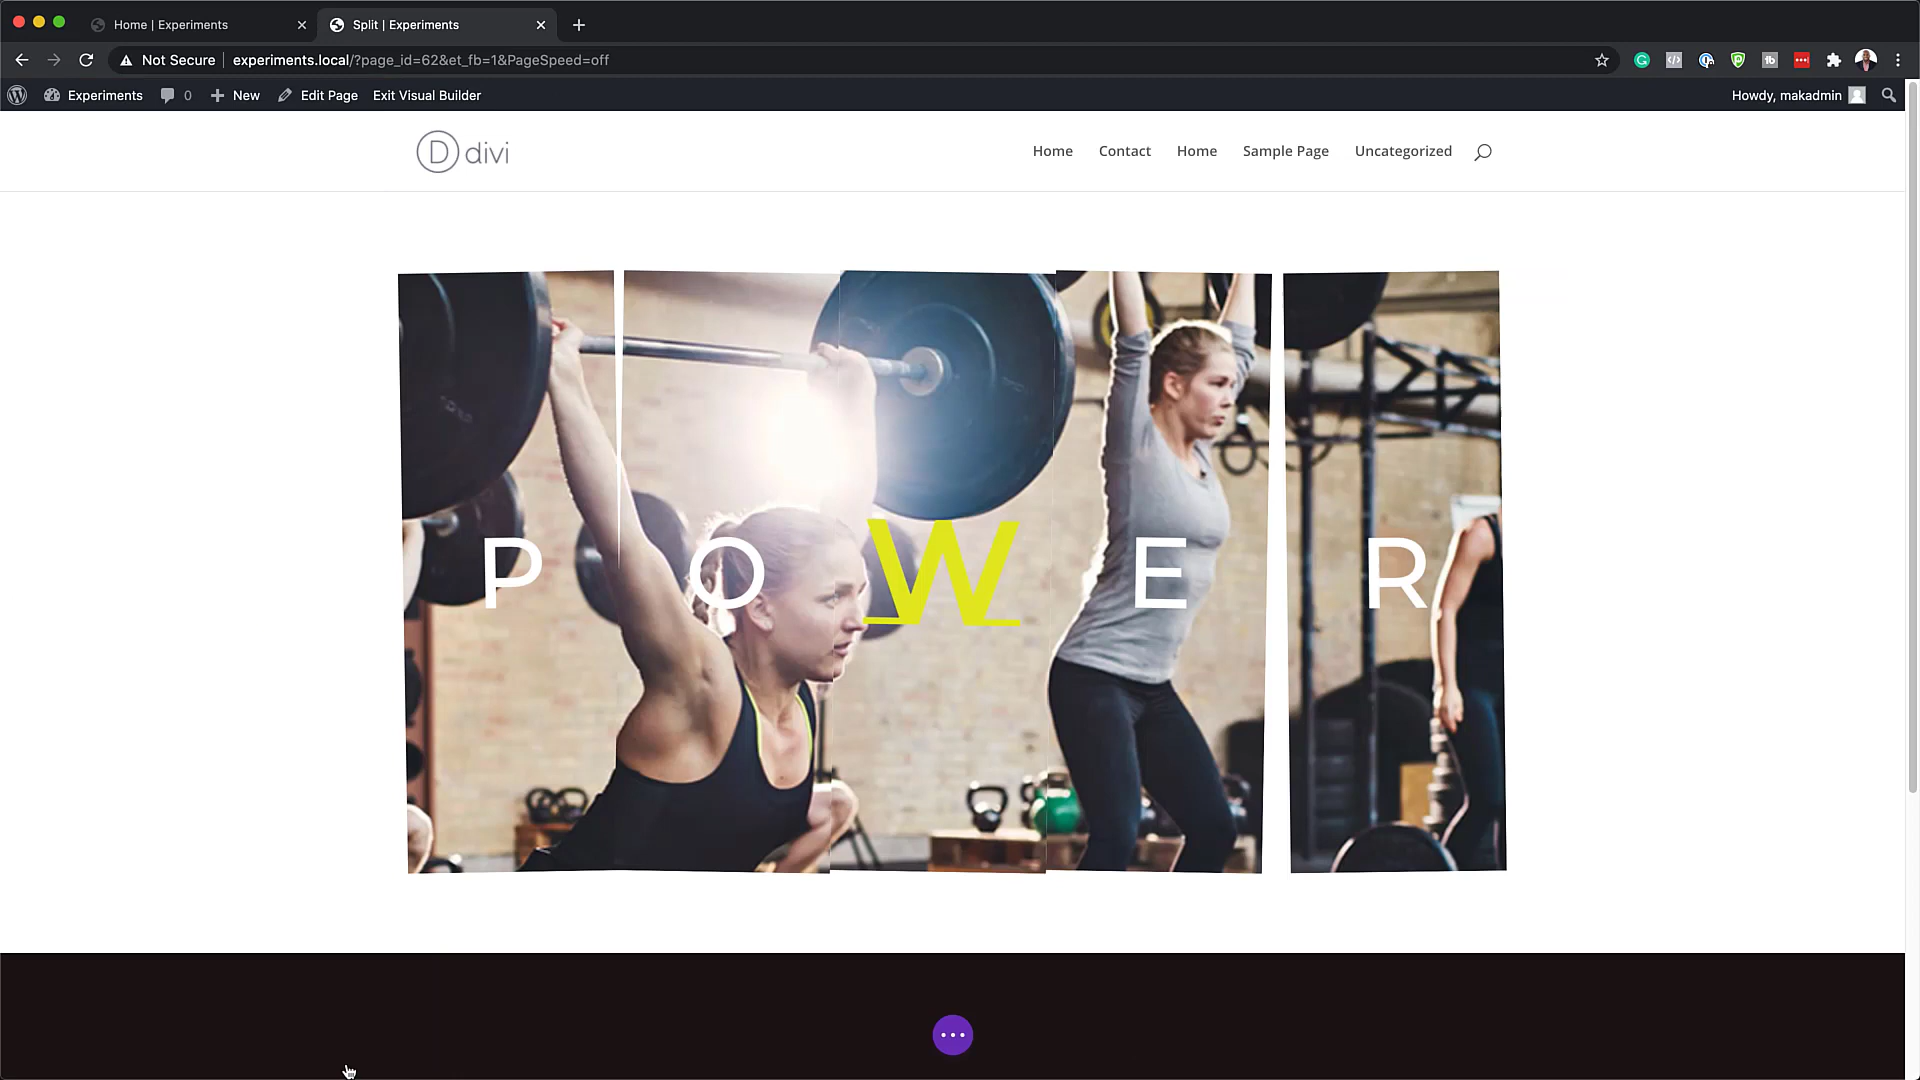 Home | Experiments
Split | Experiments
Not Secure
experiments.local/?page_id=62&et_fb=1&PageSpeed=off
Experiments
0
New
Edit Page
Exit Visual Builder
Howdy, makadmin
D divi
Home
Contact
Home
Sample Page
Uncategorized
P O W E R